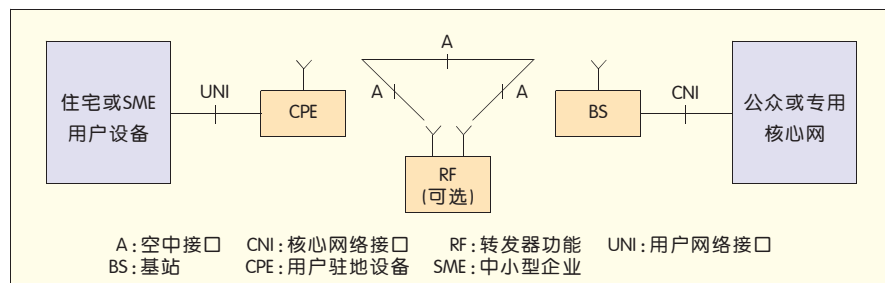 A
住宅或SME
用户设备
UNI
CPE
A
A
BS
CNI
公众或专用
核心网
RF
(可选)
A:空中接口 CNI:核心网络接口 RF:转发器功能 UNI:用户网络接口
BS:基站 CPE:用户驻地设备 SME:中小型企业